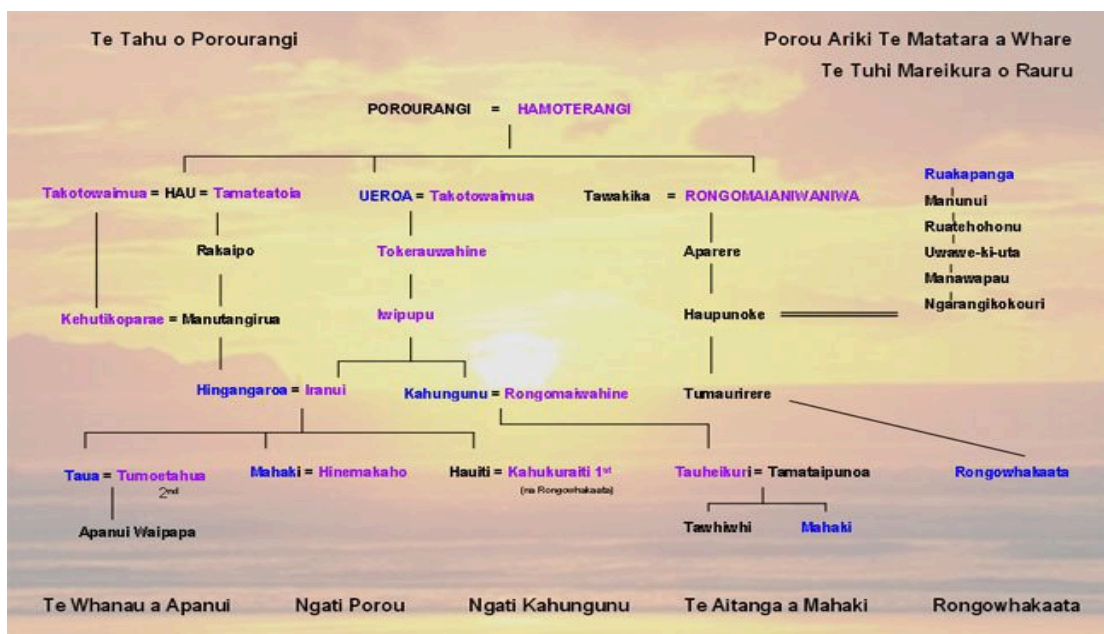 Te Tahu o Porourangi
Porou Ariki Te Matatara a Whare
Te Tuhi Mareikura o Rauru
POROURANGI = HAMOTERANGI
Takotowaimua = HAU = Tamateatoia
UEROA = Takotowaimua
Tawakika = RONGOMAIANIWANIWA
Ruakapanga
Manunui
Ruatehohonu
Uwawe-ki-uta
Manawapau
Ngarangikokouri
Rakaipo
Tokerauwahine
Aparere
Kehutikoparae = Manutangirua
Iwipupu
Haupunoke
Hingangaroa = Iranui
Kahungunu = Rongomaiwahine
Tumaurirere
Taua = Tumoetahua
2nd
Mahaki = Hinemakaho
Hauiti = Kahukuraiti 1st
(na Rongowhakaata)
Tauheikuri = Tamataipunoa
Rongowhakaata
Apanui Waipapa
Tawhiwhi
Mahaki
Te Whanau a Apanui
Ngati Porou
Ngati Kahungunu
Te Aitanga a Mahaki
Rongowhakaata